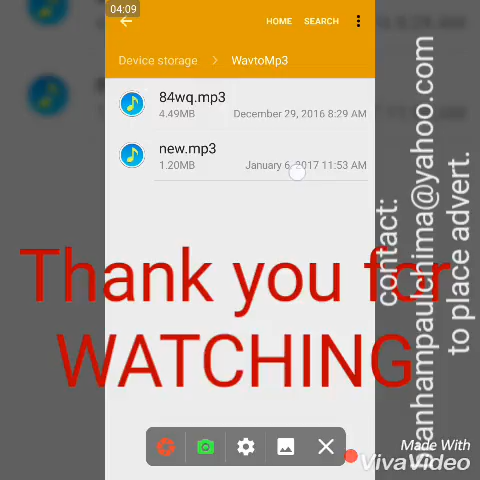 04:09
HOME SEARCH
Device storage > WavtoMp3
84wq.mp3
4.49MB December 29, 2016 8:29 AM
new.mp3
1.20MB January 6, 2017 11:53 AM
Thank you for
WATCHING
contact:
to place advert.
Made With
VivaVideo